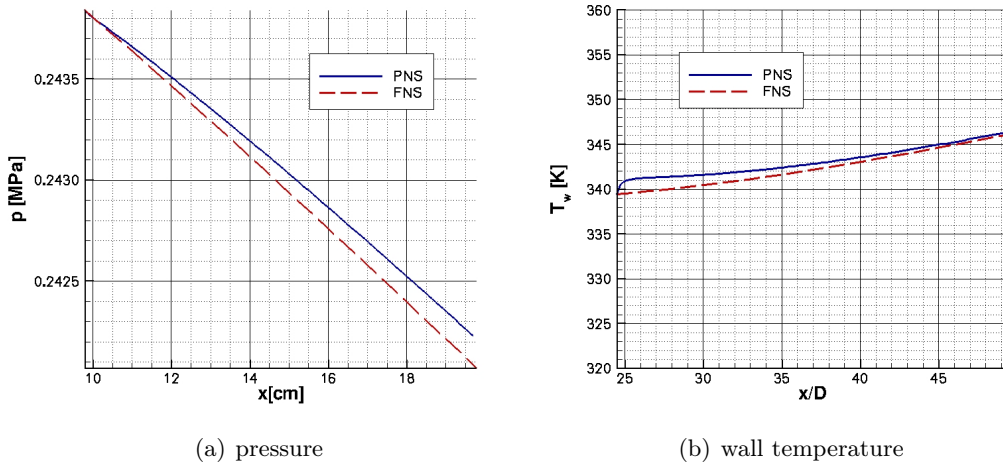 p [MPa]
0.2435
0.2430
0.2425
PNS
FNS
10
12
14
16
18
x[cm]
(a) pressure
T_w [K]
360
355
350
345
340
335
330
325
320
PNS
FNS
25
30
35
40
45
x/D
(b) wall temperature